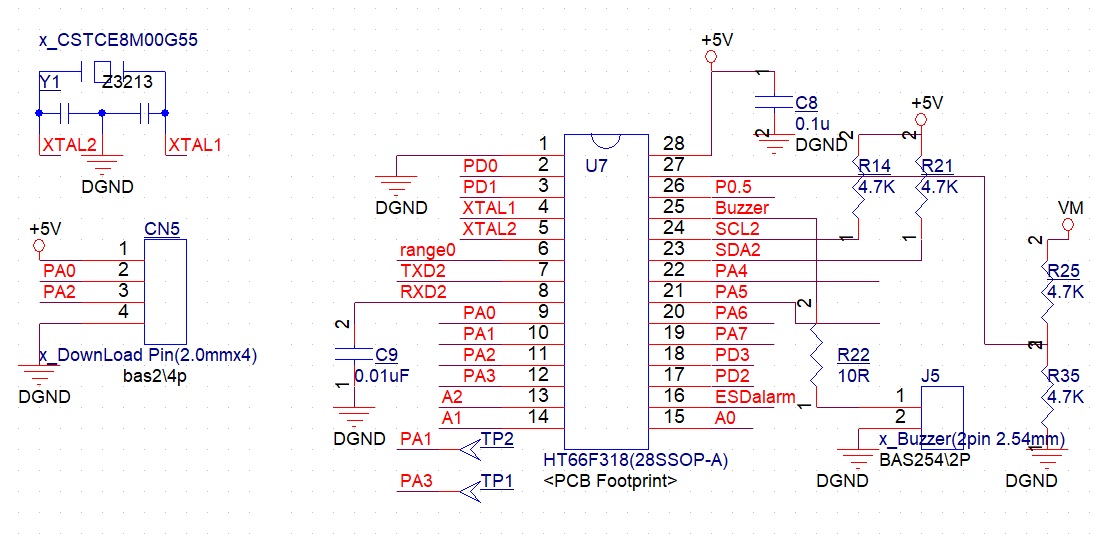 x_CSTCE8M00G55
Y1
Z3213
XTAL2
XTAL1
DGND
+5V
CN5
1
PA0
2
PA2
3
4
x_DownLoad Pin(2.0mmx4)
bas2\4p
DGND
+5V
1
C8
0.1u
2
DGND
+5V
2
R14
4.7K
1
2
R21
4.7K
1
U7
1
PD0
2
PD1
3
XTAL1
4
XTAL2
5
range0
6
TXD2
7
RXD2
8
PA0
9
PA1
10
PA2
11
PA3
12
A2
13
A1
14
28
27
26
P0.5
25
Buzzer
24
SCL2
23
SDA2
22
PA4
21
PA5
20
PA6
19
PA7
18
PD3
17
PD2
16
ESDalarm
15
A0
HT66F318(28SSOP-A)
<PCB Footprint>
DGND
2
C9
0.01uF
1
DGND
PA1
TP2
PA3
TP1
2
R22
10R
1
J5
1
2
x_Buzzer(2pin 2.54mm)
BAS254\2P
DGND
VM
2
R25
4.7K
1
2
R35
4.7K
1
DGND